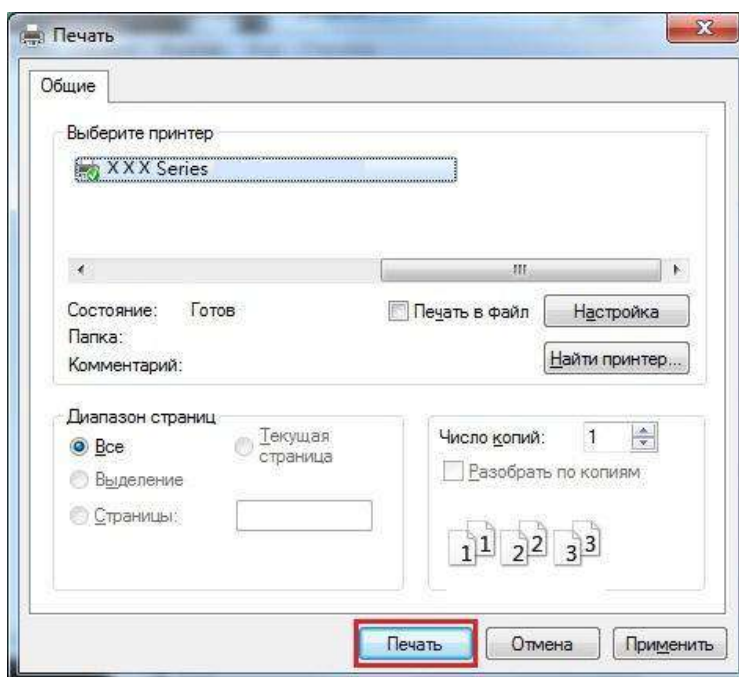 Печать
Общие
Выберите принтер
XXX Series
Состояние: Готов
Печать в файл
Настройка
Папка:
Комментарий:
Найти принтер...
Диапазон страниц
Все
Текущая
страница
Выделение
Страницы:
Число копий: 1
Разобрать по копиям
1 1 2 2 3 3
Печать
Отмена
Применить